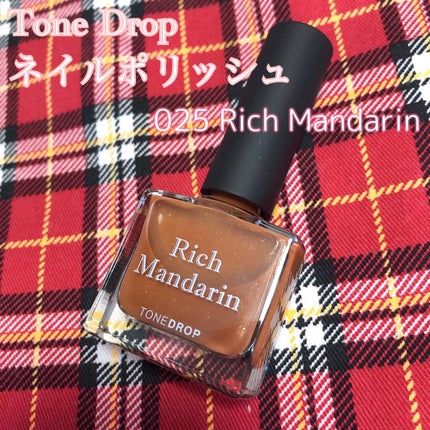 Tone Drop
ネイルポリッシュ
025 Rich Mandarin
Rich
Mandarin
TONEDROP